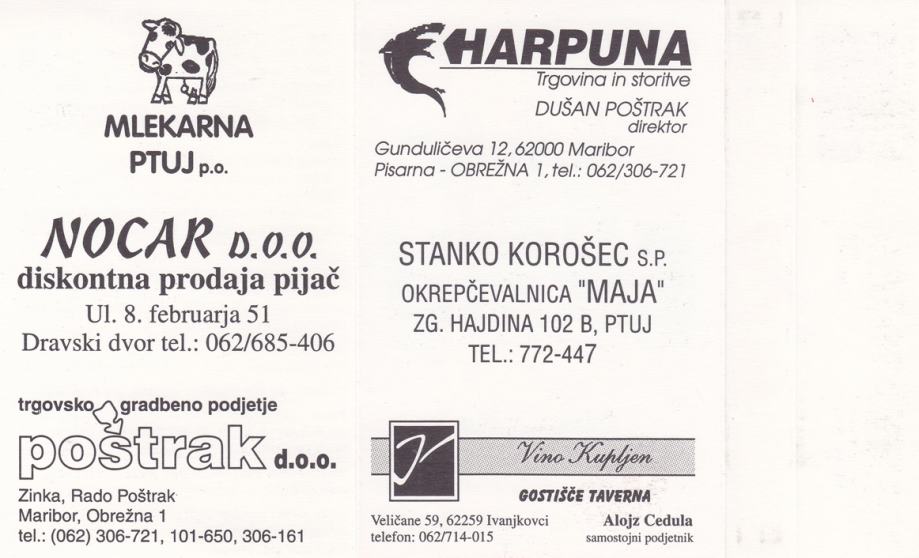 MLEKARNA
PTUJ p.o.
NOCAR D.O.O.
diskontna prodaja pijač
Ul. 8. februarja 51
Dravski dvor tel.: 062/685-406
trgovsko gradbeno podjetje
poštrak d.o.o.
Zinka, Rado Poštrak
Maribor, Obrežna 1
tel.: (062) 306-721, 101-650, 306-161
HARPUNA
Trgovina in storitve
DUŠAN POŠTRAK
direktor
Gunduličeva 12, 62000 Maribor
Pisarna - OBREŽNA 1, tel.: 062/306-721
STANKO KOROŠEC S.P.
OKREPČEVALNICA "MAJA"
ZG. HAJDINA 102 B, PTUJ
TEL.: 772-447
Vino Kupljen
GOSTIŠČE TAVERNA
Veličane 59, 62259 Ivanjkovci
telefon: 062/714-015
Alojz Cedula
samostojni podjetnik